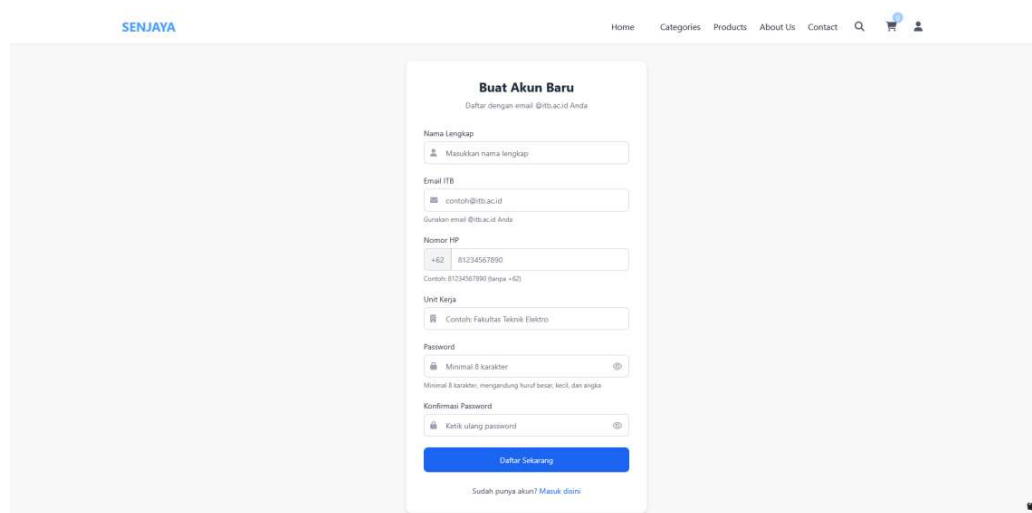 SENJAYA
Home Categories Products About Us Contact 0
Buat Akun Baru
Daftar dengan email @itb.ac.id Anda
Nama Lengkap
Masukkan nama lengkap
Email ITB
contoh@itb.ac.id
Gunakan email @itb.ac.id Anda
Nomor HP
+62 81234567890
Contoh: 81234567890 (tanpa +62)
Unit Kerja
Contoh: Fakultas Teknik Elektro
Password
Minimal 8 karakter
Minimal 8 karakter, mengandung huruf besar, kecil, dan angka
Konfirmasi Password
Ketik ulang password
Daftar Sekarang
Sudah punya akun? Masuk disini